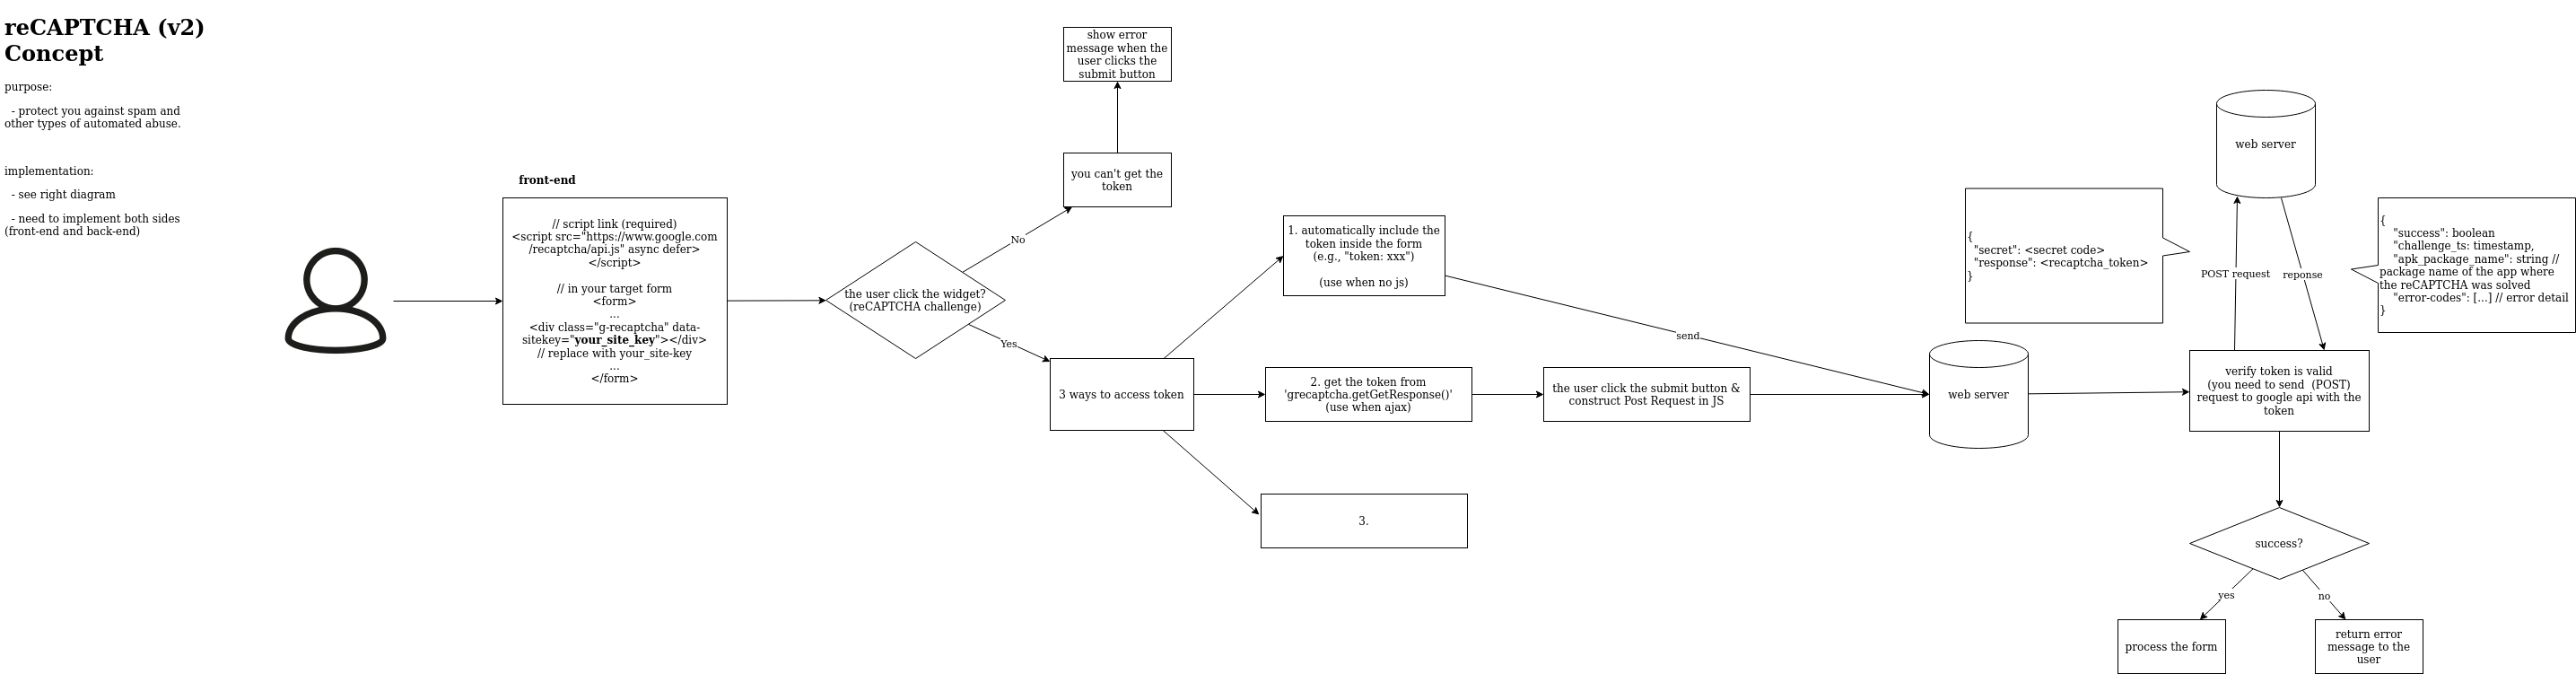 reCAPTCHA (v2)
Concept
purpose:
- protect you against spam and
other types of automated abuse.
implementation:
- see right diagram
- need to implement both sides
(front-end and back-end)
front-end
// script link (required)
<script src="https://www.google.com
/recaptcha/api.js" async defer>
</script>
// in your target form
<form>
...
<div class="g-recaptcha" data-
sitekey="your_site_key"></div>
// replace with your_site-key
...
</form>
the user click the widget?
(reCAPTCHA challenge)
No
you can't get the
token
show error
message when the
user clicks the
submit button
Yes
3 ways to access token
1. automatically include the
token inside the form
(e.g., "token: xxx")
(use when no js)
send
2. get the token from
'grecaptcha.getGetResponse()'
(use when ajax)
the user click the submit button &
construct Post Request in JS
3.
web server
verify token is valid
(you need to send  (POST)
request to google api with the
token
POST request
reponse
web server
{
"secret": <secret code>
"response": <recaptcha_token>
}
{
"success": boolean
"challenge_ts: timestamp,
"apk_package_name": string //
package name of the app where
the reCAPTCHA was solved
"error-codes": [...] // error detail
}
success?
yes
no
process the form
return error
message to the
user